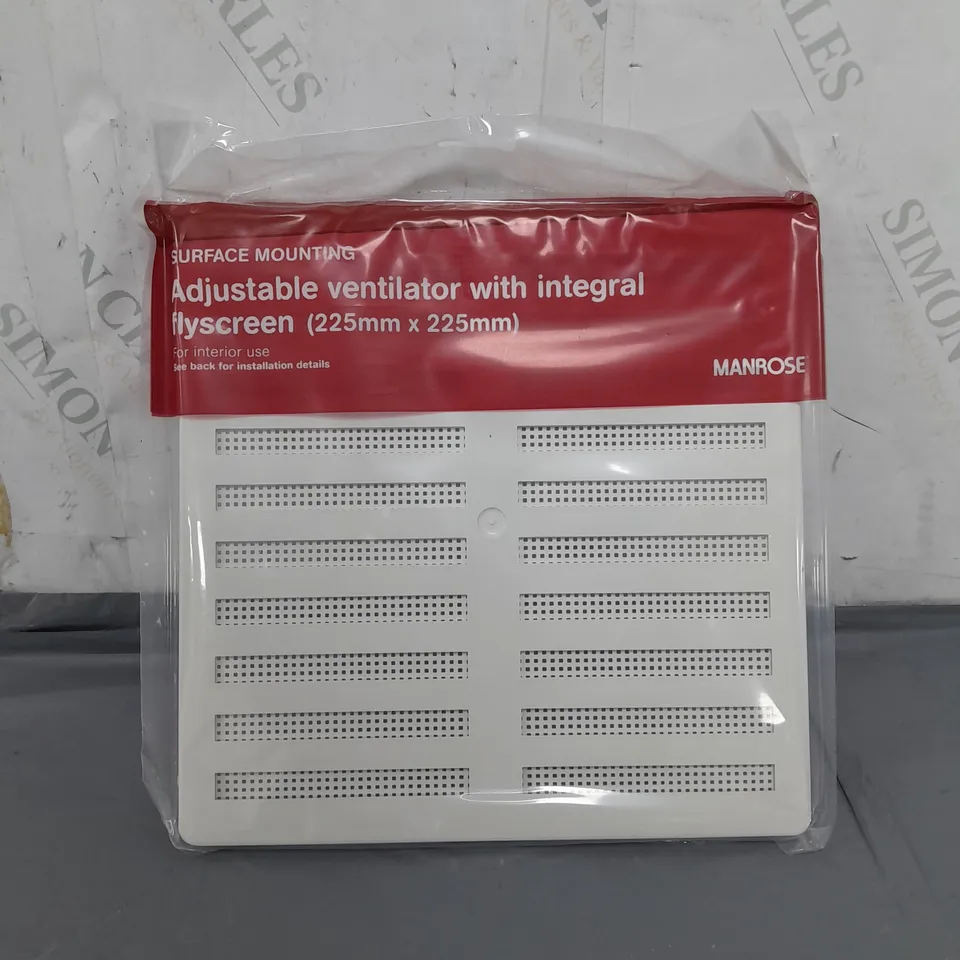 SURFACE MOUNTING
Adjustable ventilator with integral
flyscreen (225mm x 225mm)
For interior use
See back for installation details
MANROSE
SIMON
SIMON